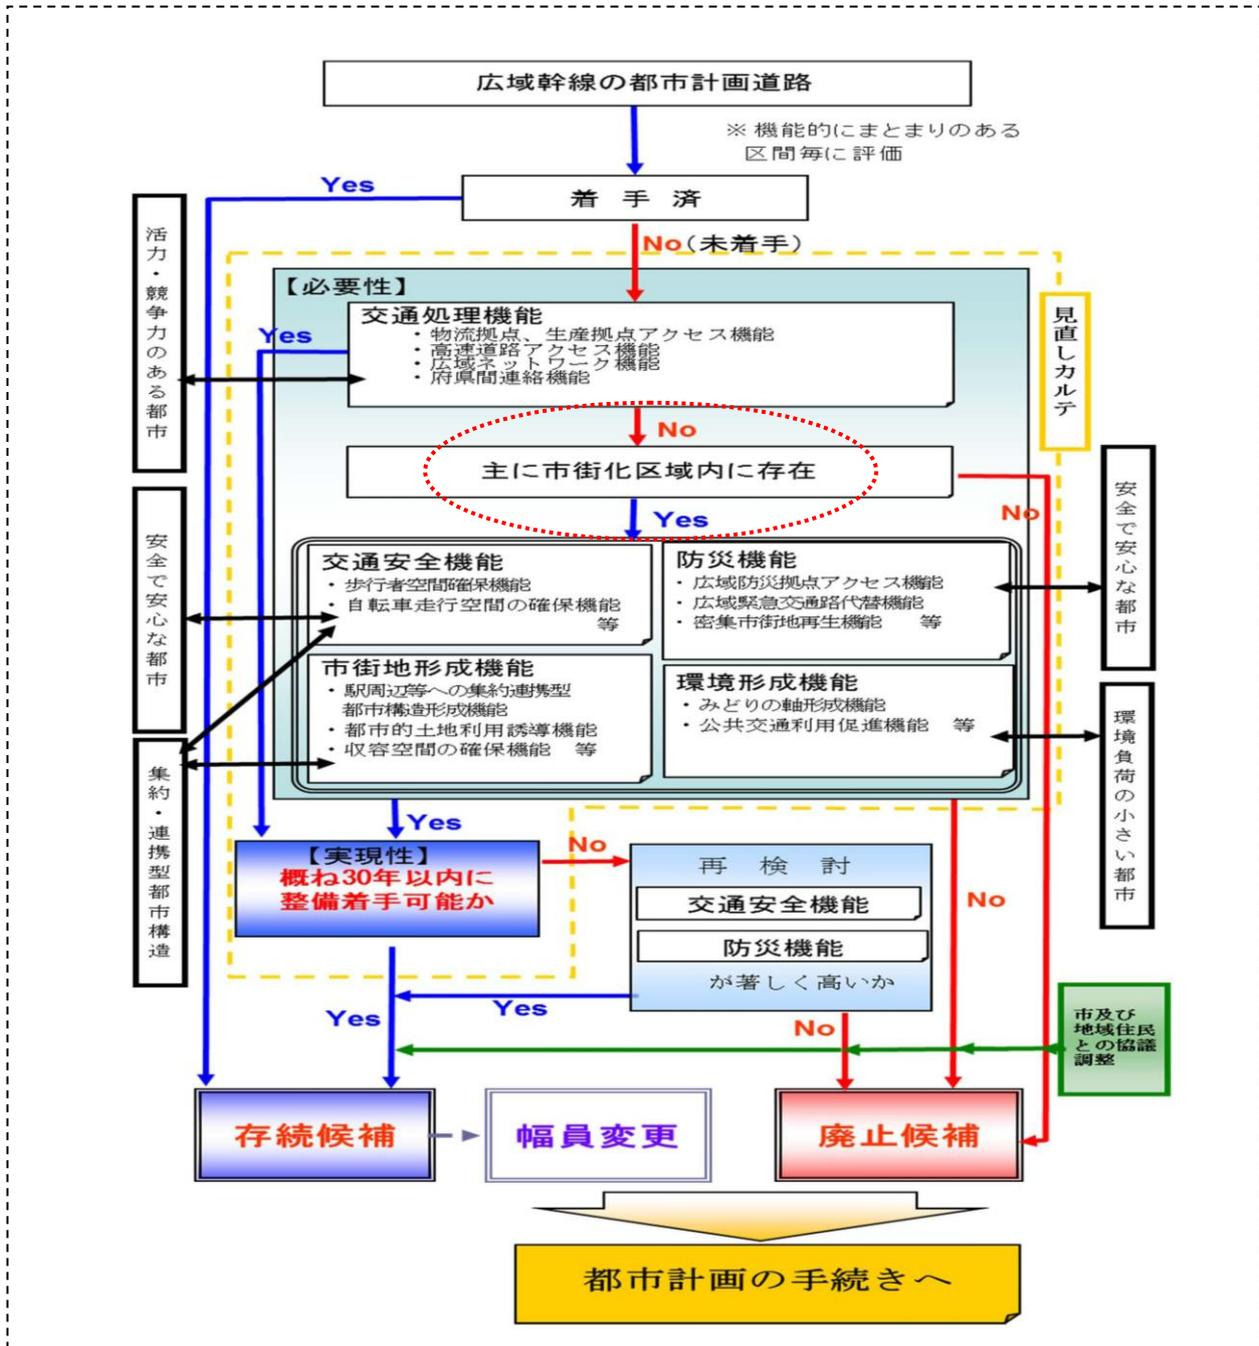 広域幹線の都市計画道路
※ 機能的にまとまりのある
区間毎に評価
Yes
着 手 済
No(未着手)
活力・競争力のある都市
【必要性】
交通処理機能
・物流拠点、生産拠点アクセス機能
・高速道路アクセス機能
・広域ネットワーク機能
・府県間連絡機能
Yes
見直しカルテ
No
主に市街化区域内に存在
Yes
No
安全で安心な都市
交通安全機能
・歩行者空間確保機能
・自転車走行空間の確保機能
等
防災機能
・広域防災拠点アクセス機能
・広域緊急交通路代替機能
・密集市街地再生機能 等
安全で安心な都市
市街地形成機能
・駅周辺等への集約連携型
都市構造形成機能
・都市的土地利用誘導機能
・収容空間の確保機能 等
環境形成機能
・みどりの軸形成機能
・公共交通利用促進機能 等
環境負荷の小さい都市
集約・連携型都市構造
Yes
【実現性】
概ね30年以内に
整備着手可能か
No
再 検 討
交通安全機能
防災機能
が著しく高いか
No
Yes
Yes
No
市及び
地域住民
との協議
調整
存続候補
幅員変更
廃止候補
都市計画の手続きへ